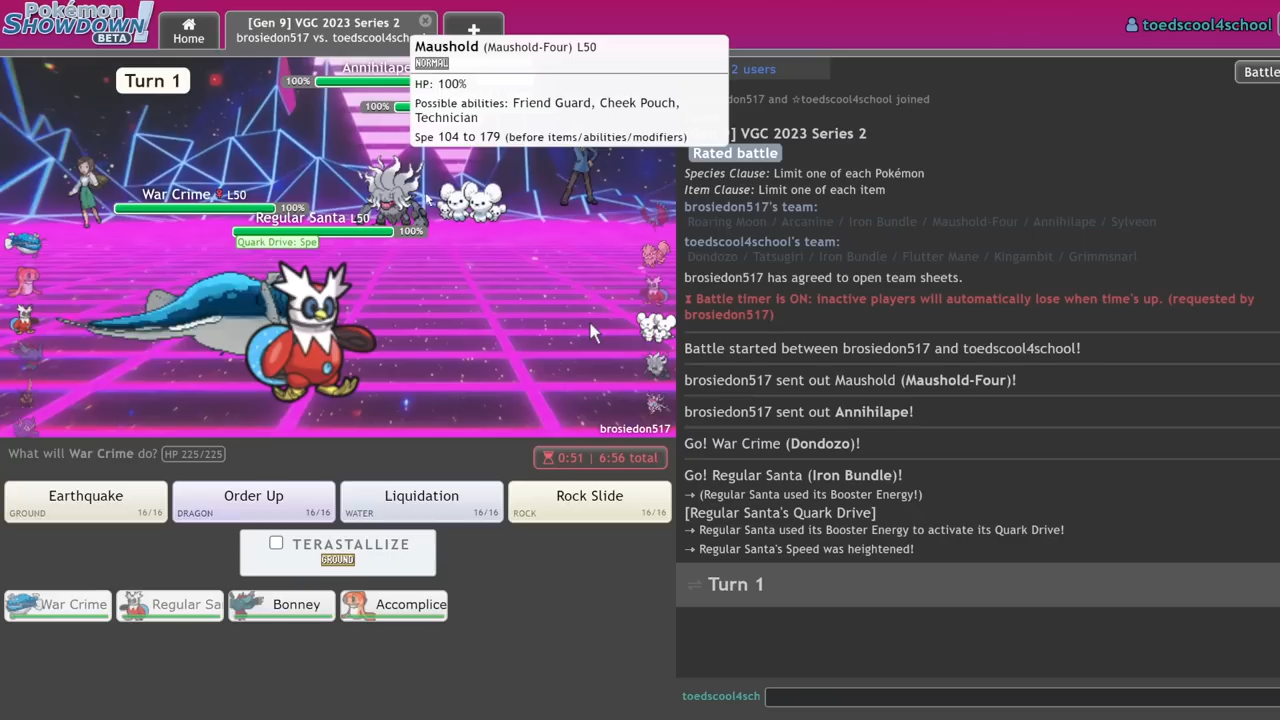 Pokémon
SHOWDOWN!
BETA
Home
[Gen 9] VGC 2023 Series 2
brosiedon517 vs. toedscool4sch
+
toedscool4school
Maushold (Maushold-Four) L50
NORMAL
HP: 100%
Possible abilities: Friend Guard, Cheek Pouch,
Technician
Spe 104 to 179 (before items/abilities/modifiers)
2 users
Battle
Turn 1
Annihilape
100%
100%
War Crime L50
100%
Regular Santa L50
100%
Quark Drive: Spe
brosiedon517
What will War Crime do? HP 225/225
0:51 | 6:56 total
Earthquake
GROUND 16/16
Order Up
DRAGON 16/16
Liquidation
WATER 16/16
Rock Slide
ROCK 16/16
TERASTALLIZE
GROUND
War Crime
Regular Sa
Bonney
Accomplice
and ☆toedscool4school joined
VGC 2023 Series 2
Rated battle
Species Clause: Limit one of each Pokémon
Item Clause: Limit one of each item
brosiedon517's team:
Roaring Moon / Arcanine / Iron Bundle / Maushold-Four / Annihilape / Sylveon
toedscool4school's team:
Dondozo / Tatsugiri / Iron Bundle / Flutter Mane / Kingambit / Grimmsnarl
brosiedon517 has agreed to open team sheets.
Battle timer is ON: inactive players will automatically lose when time's up. (requested by
brosiedon517)
Battle started between brosiedon517 and toedscool4school!
brosiedon517 sent out Maushold (Maushold-Four)!
brosiedon517 sent out Annihilape!
Go! War Crime (Dondozo)!
Go! Regular Santa (Iron Bundle)!
→ (Regular Santa used its Booster Energy!)
[Regular Santa's Quark Drive]
→ Regular Santa used its Booster Energy to activate its Quark Drive!
→ Regular Santa's Speed was heightened!
⇌ Turn 1
toedscool4sch